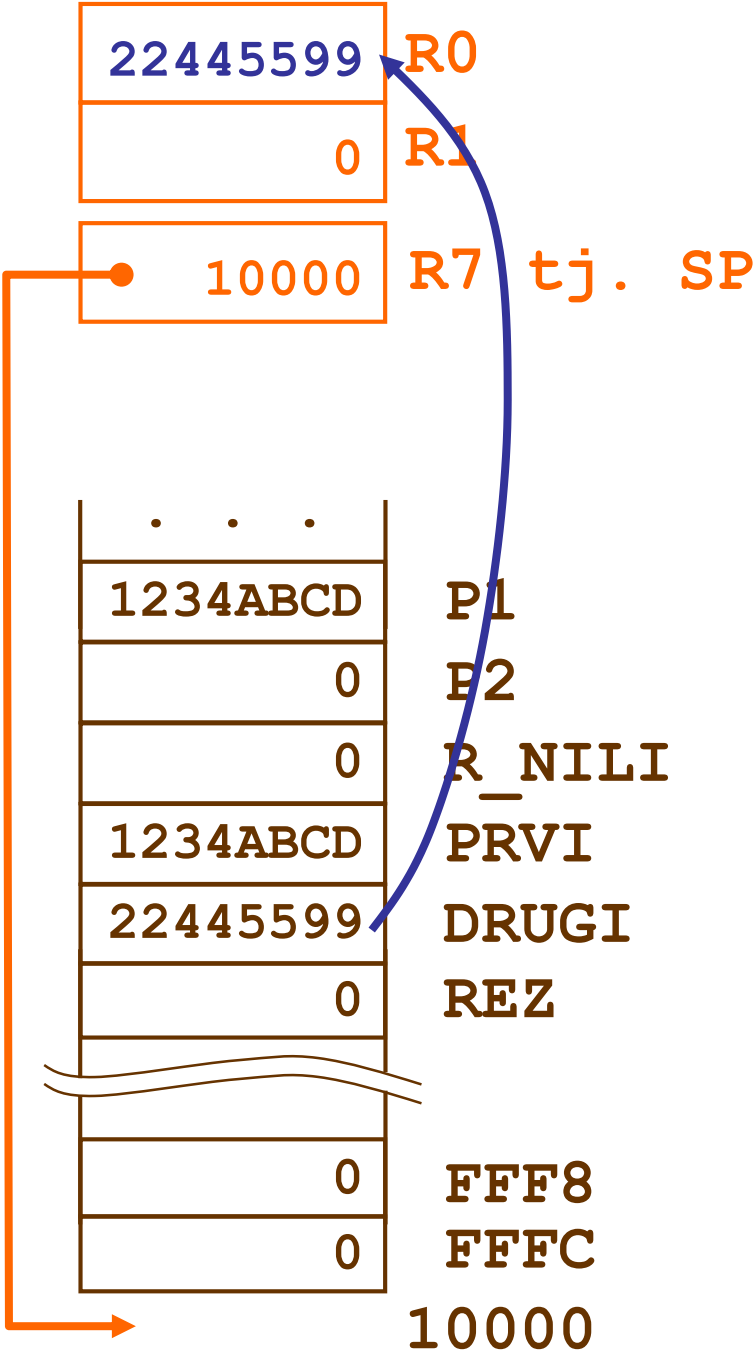 22445599 R0
0 R1
10000 R7 tj. SP
. . .
1234ABCD P1
0 P2
0 R_NILI
1234ABCD PRVI
22445599 DRUGI
0 REZ
0 FFF8
0 FFFC
10000